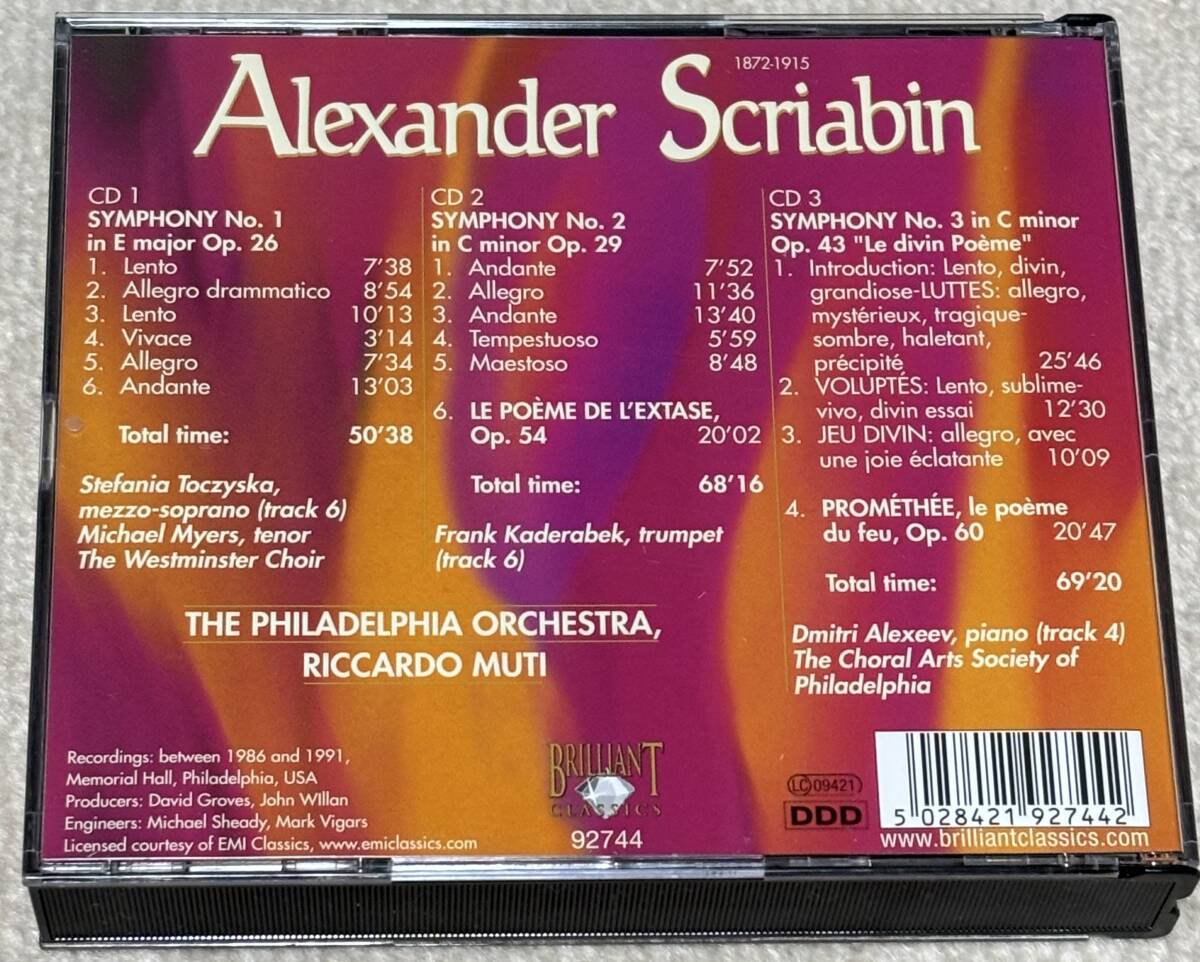 Alexander Scriabin
1872-1915
CD 1
SYMPHONY No. 1
in E major Op. 26
1. Lento 7'38
2. Allegro drammatico 8'54
3. Lento 10'13
4. Vivace 3'14
5. Allegro 7'34
6. Andante 13'03
Total time: 50'38
Stefania Toczyska,
mezzo-soprano (track 6)
Michael Myers, tenor
The Westminster Choir
CD 2
SYMPHONY No. 2
in C minor Op. 29
1. Andante 7'52
2. Allegro 11'36
3. Andante 13'40
4. Tempestuoso 5'59
5. Maestoso 8'48
6. LE POÈME DE L'EXTASE,
Op. 54 20'02
Total time: 68'16
Frank Kaderabek, trumpet
(track 6)
CD 3
SYMPHONY No. 3 in C minor
Op. 43 "Le divin Poème"
1. Introduction: Lento, divin,
grandiose-LUTTES: allegro,
mystérieux, tragique-
sombre, haletant,
précipité 25'46
2. VOLUPTÉS: Lento, sublime-
vivo, divin essai 12'30
3. JEU DIVIN: allegro, avec
une joie éclatante 10'09
4. PROMÉTHÉE, le poème
du feu, Op. 60 20'47
Total time: 69'20
Dmitri Alexeev, piano (track 4)
The Choral Arts Society of
Philadelphia
THE PHILADELPHIA ORCHESTRA,
RICCARDO MUTI
Recordings: between 1986 and 1991,
Memorial Hall, Philadelphia, USA
Producers: David Groves, John WIllan
Engineers: Michael Sheady, Mark Vigars
Licensed courtesy of EMI Classics, www.emiclassics.com
BRILLIANT
CLASSICS
92744
LC 09421
DDD
5 028421 927442
www.brilliantclassics.com